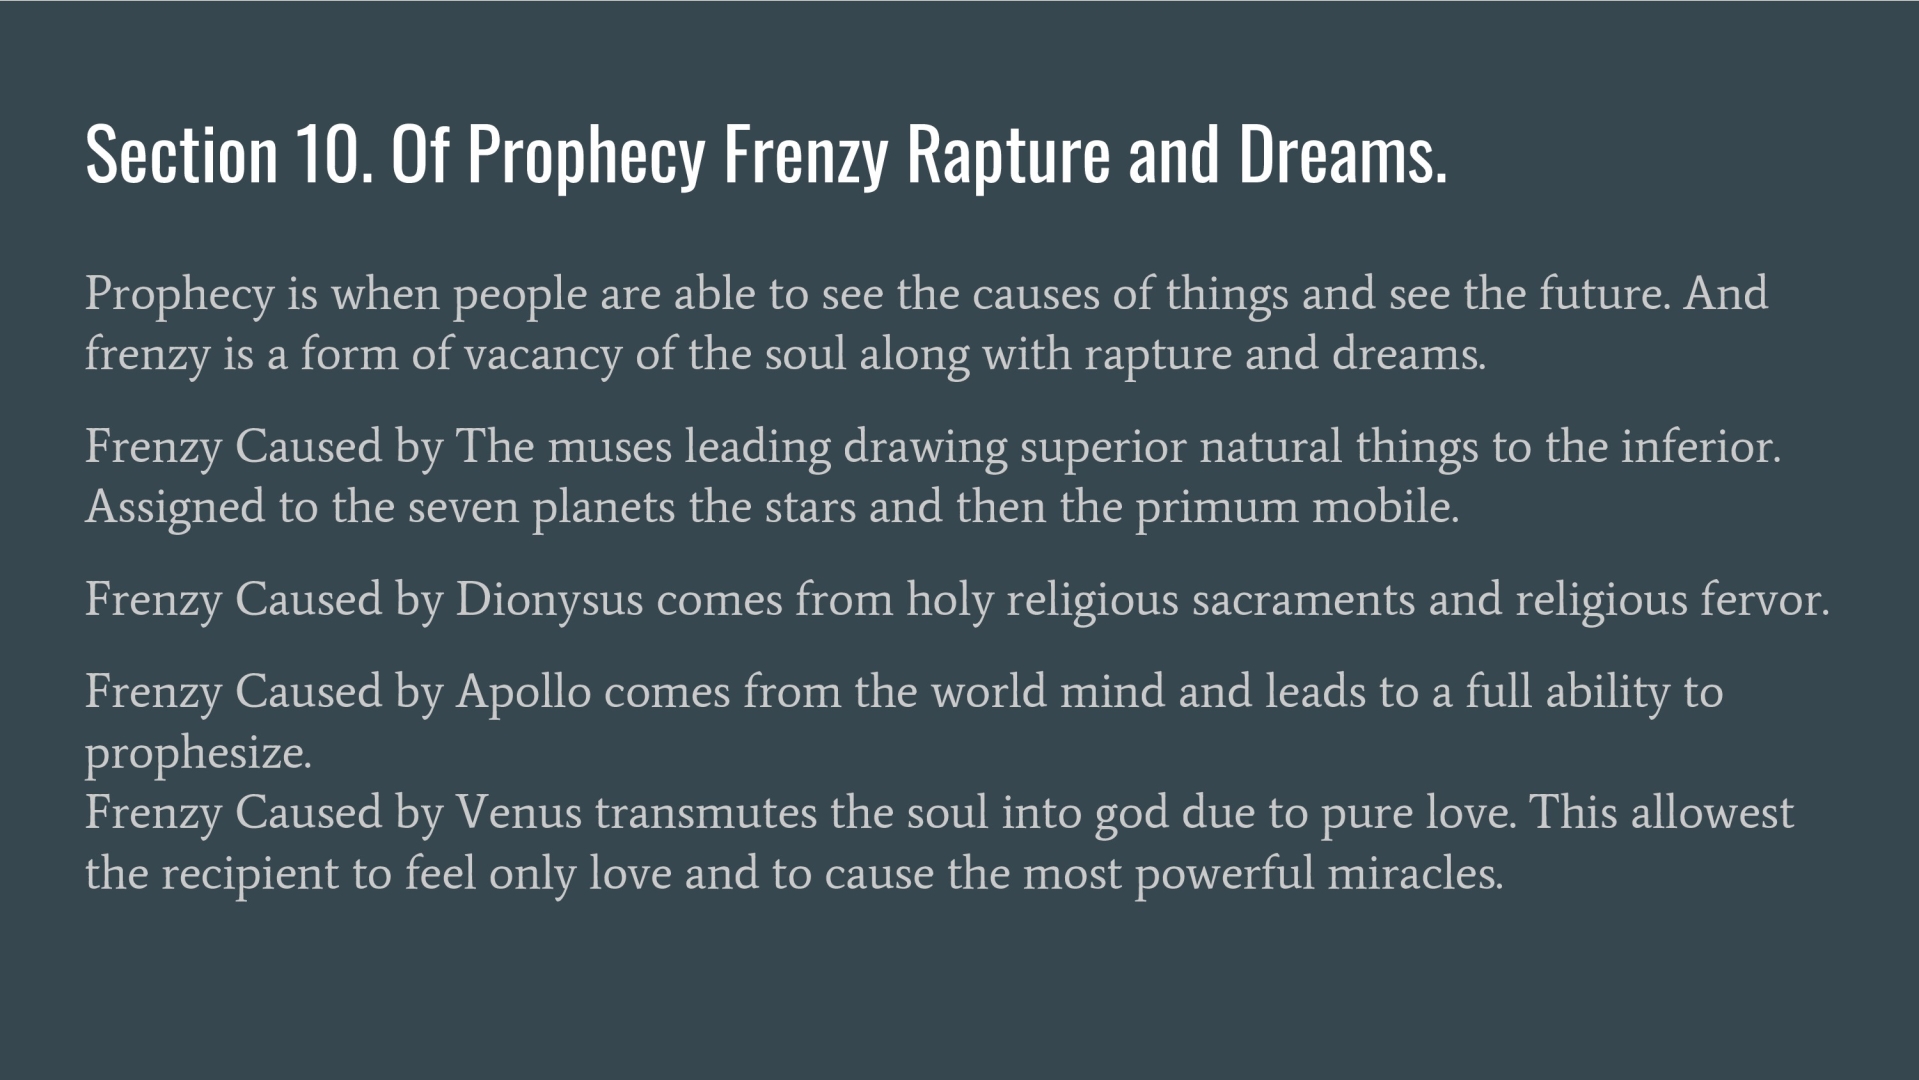 Section 10. Of Prophecy Frenzy Rapture and Dreams.
Prophecy is when people are able to see the causes of things and see the future. And
frenzy is a form of vacancy of the soul along with rapture and dreams.
Frenzy Caused by The muses leading drawing superior natural things to the inferior.
Assigned to the seven planets the stars and then the primum mobile.
Frenzy Caused by Dionysus comes from holy religious sacraments and religious fervor.
Frenzy Caused by Apollo comes from the world mind and leads to a full ability to
prophesize.
Frenzy Caused by Venus transmutes the soul into god due to pure love. This allowest
the recipient to feel only love and to cause the most powerful miracles.